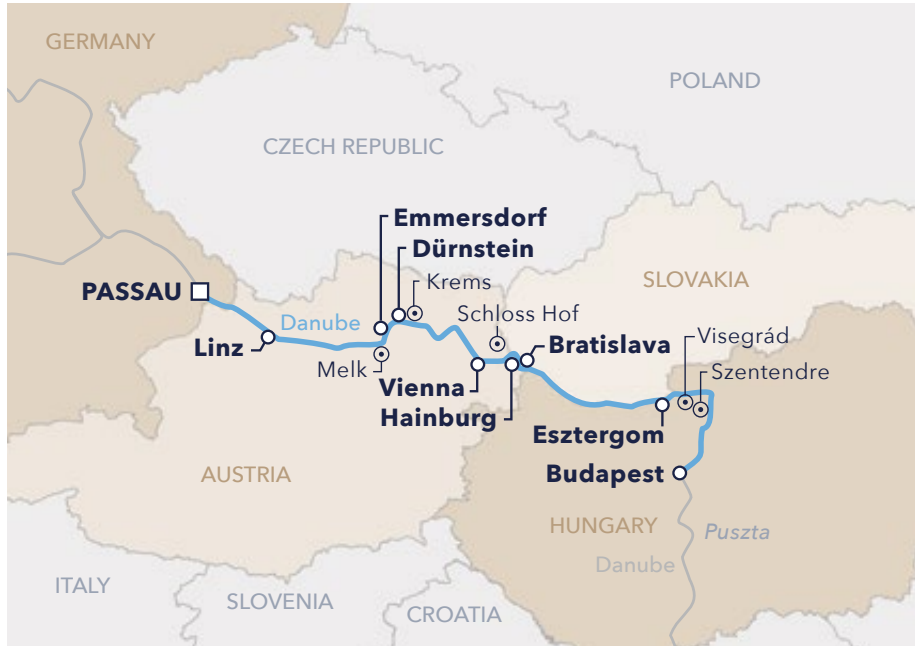 GERMANY
POLAND
CZECH REPUBLIC
Emmersdorf
Dürnstein
Krems
SLOVAKIA
PASSAU
Danube
Schloss Hof
Linz
Melk
Bratislava
Visegrád
Szentendre
Vienna
Hainburg
Esztergom
Budapest
AUSTRIA
HUNGARY
Puszta
Danube
ITALY
SLOVENIA
CROATIA